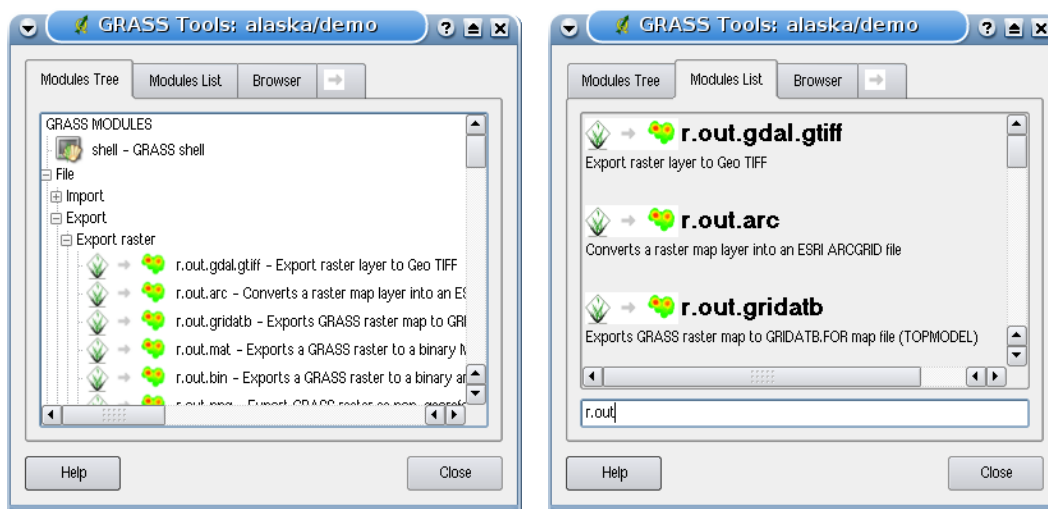 GRASS Tools: alaska/demo
Modules Tree
Modules List
Browser
GRASS MODULES
shell - GRASS shell
File
Import
Export
Export raster
r.out.gdal.gtiff - Export raster layer to Geo TIFF
r.out.arc - Converts a raster map layer into an ES
r.out.gridatb - Exports GRASS raster map to GRI
r.out.mat - Exports a GRASS raster to a binary M
r.out.bin - Exports a GRASS raster to a binary ar
Help
Close
GRASS Tools: alaska/demo
Modules Tree
Modules List
Browser
r.out.gdal.gtiff
Export raster layer to Geo TIFF
r.out.arc
Converts a raster map layer into an ESRI ARCGRID file
r.out.gridatb
Exports GRASS raster map to GRIDATB.FOR map file (TOPMODEL)
r.out
Help
Close